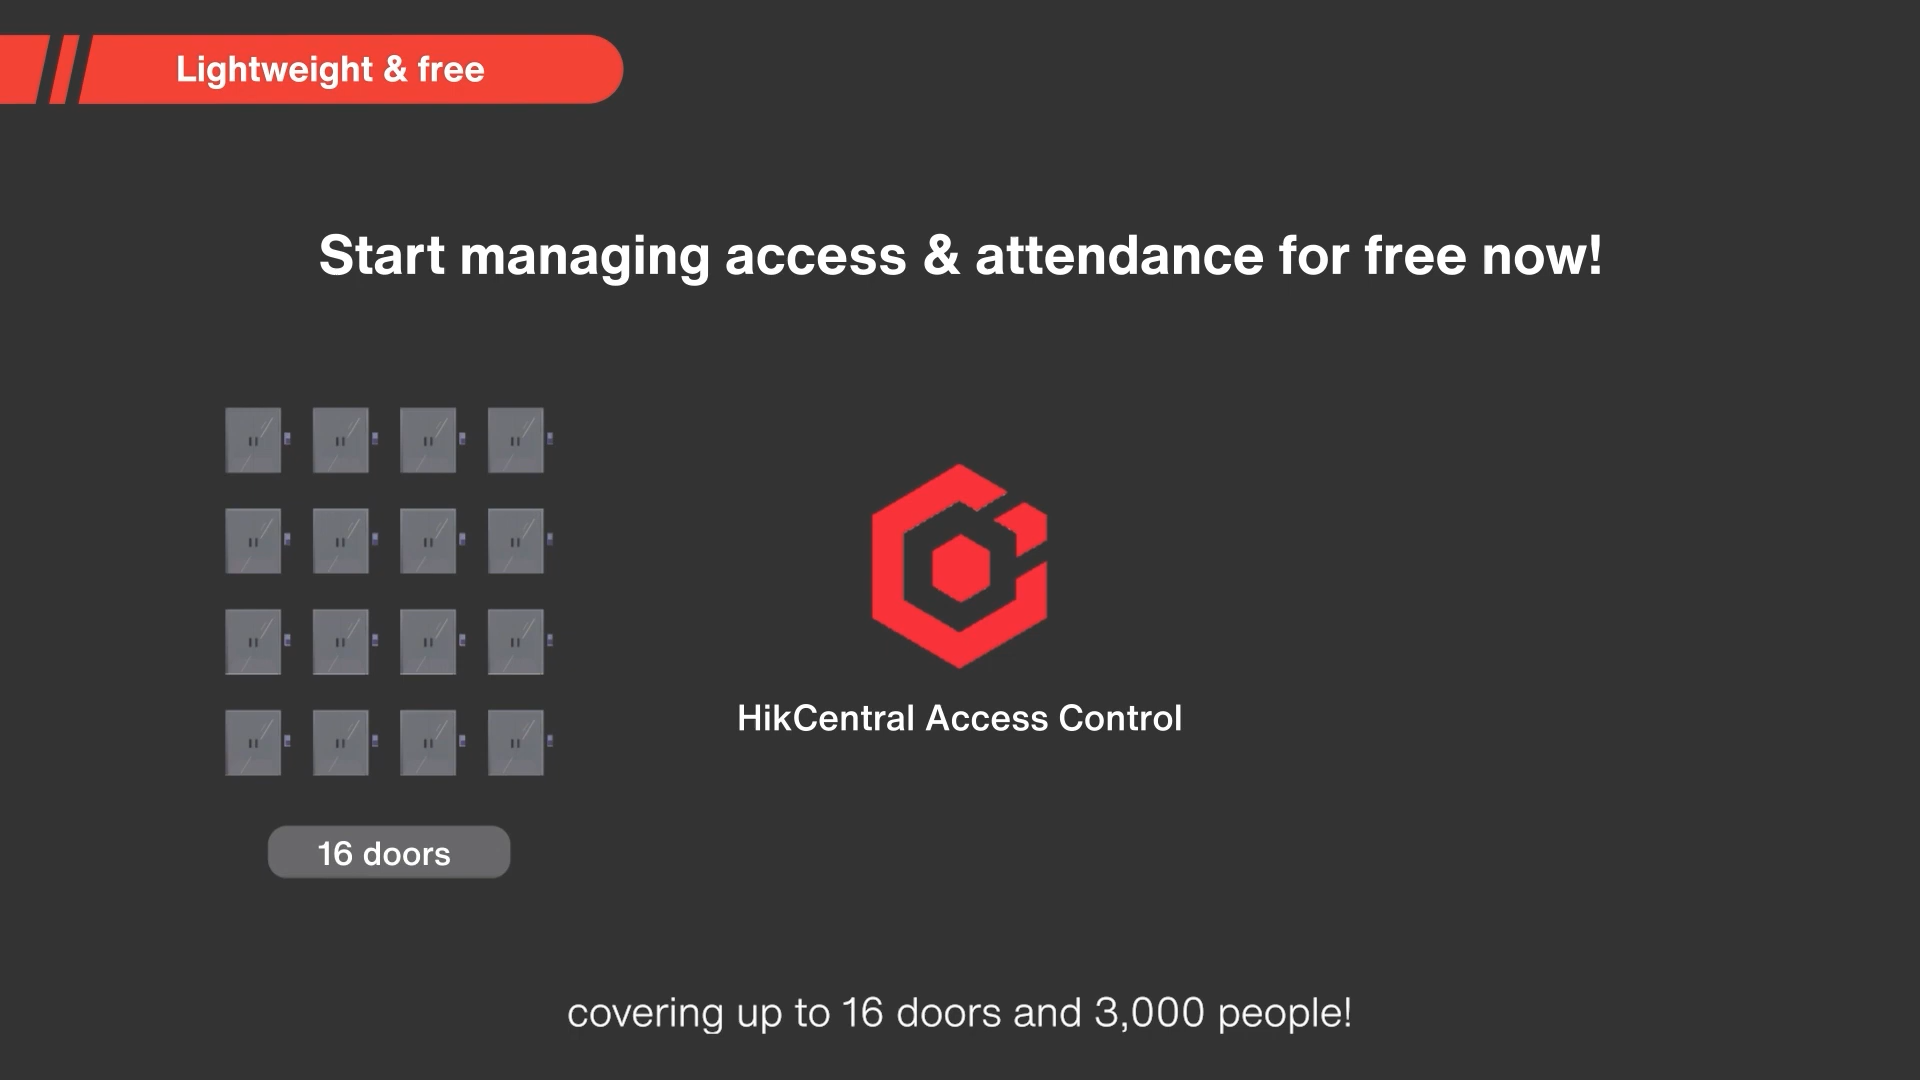 Lightweight & free
Start managing access & attendance for free now!
HikCentral Access Control
16 doors
covering up to 16 doors and 3,000 people!